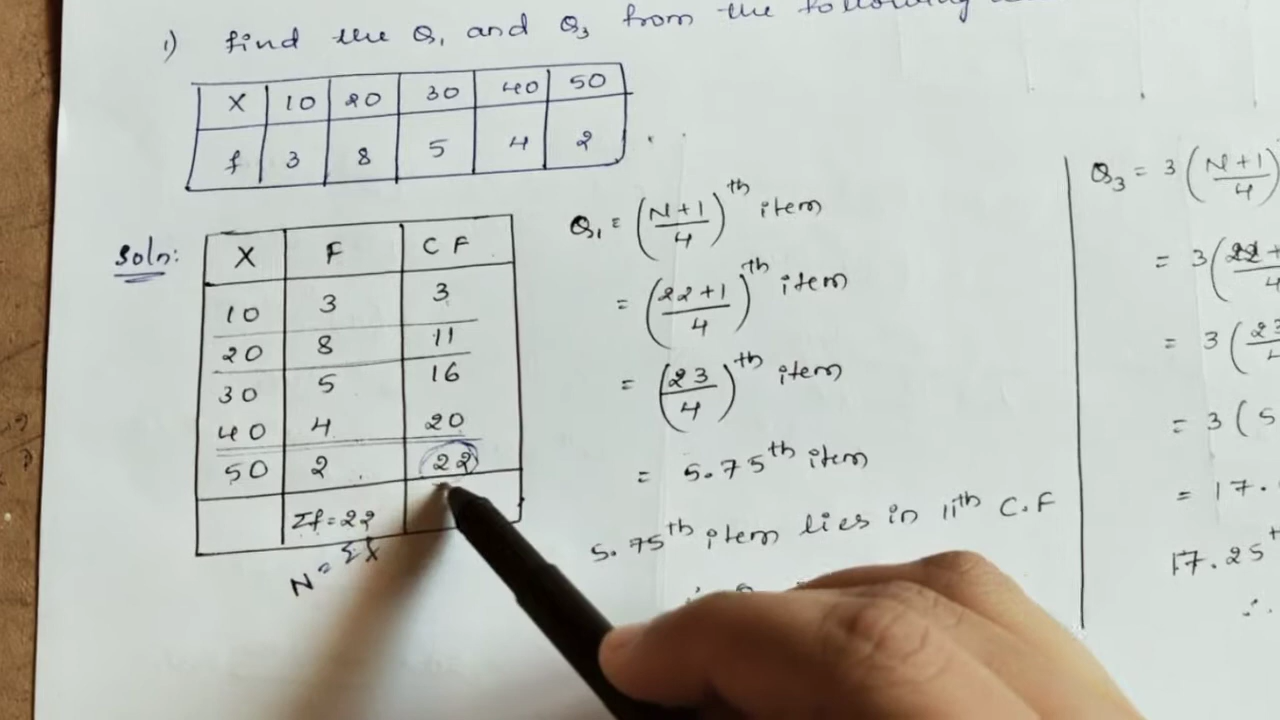 1) find the Q₁ and Q₃ from the following
X 10 20 30 40 50
f 3 8 5 4 2
Soln:
X F CF
10 3 3
20 8 11
30 5 16
40 4 20
50 2 22
Σf=22
N = Σf
Q₁ = (N+1/4)th item
= (22+1/4)th item
= (23/4)th item
= 5.75th item
5.75th item lies in 11th C.F
Q₃ = 3(N+1/4)
= 3(22+
= 3(23
= 3(5
= 17.
17.25
∴